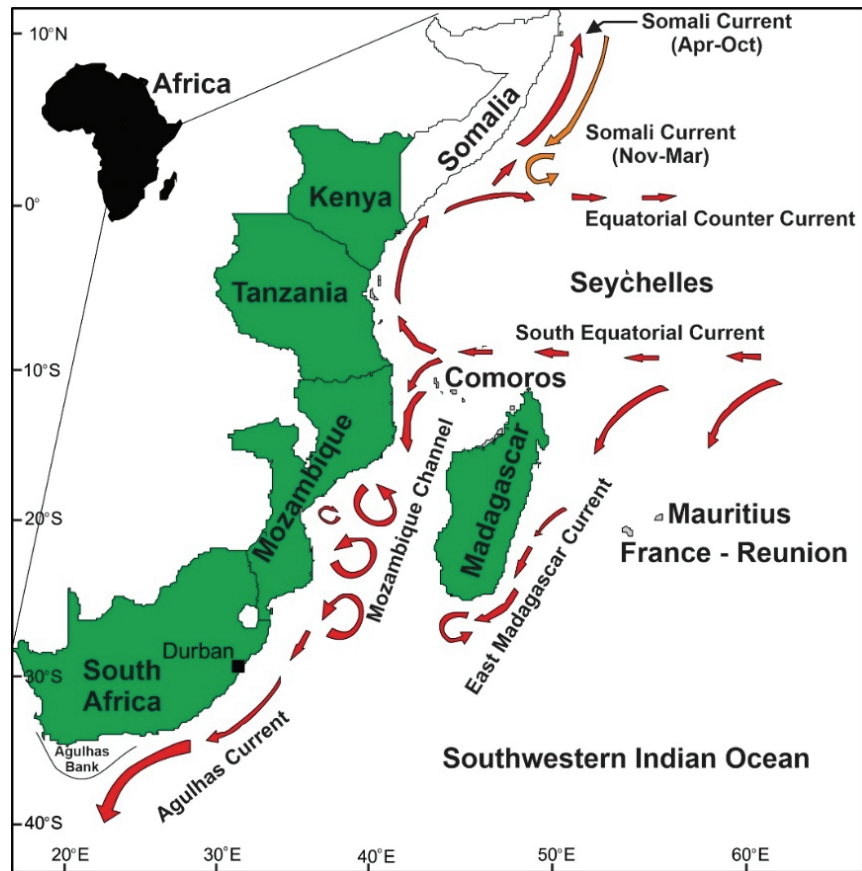 10°N
Somali Current
(Apr-Oct)
Africa
Somalia
Somali Current
(Nov-Mar)
Kenya
0°
Equatorial Counter Current
Tanzania
Seychelles
South Equatorial Current
10°S
Comoros
Mozambique
Mozambique Channel
Madagascar
East Madagascar Current
20°S
Mauritius
France - Reunion
Durban
South
Africa
30°S
Agulhas
Bank
Agulhas Current
Southwestern Indian Ocean
40°S
20°E
30°E
40°E
50°E
60°E